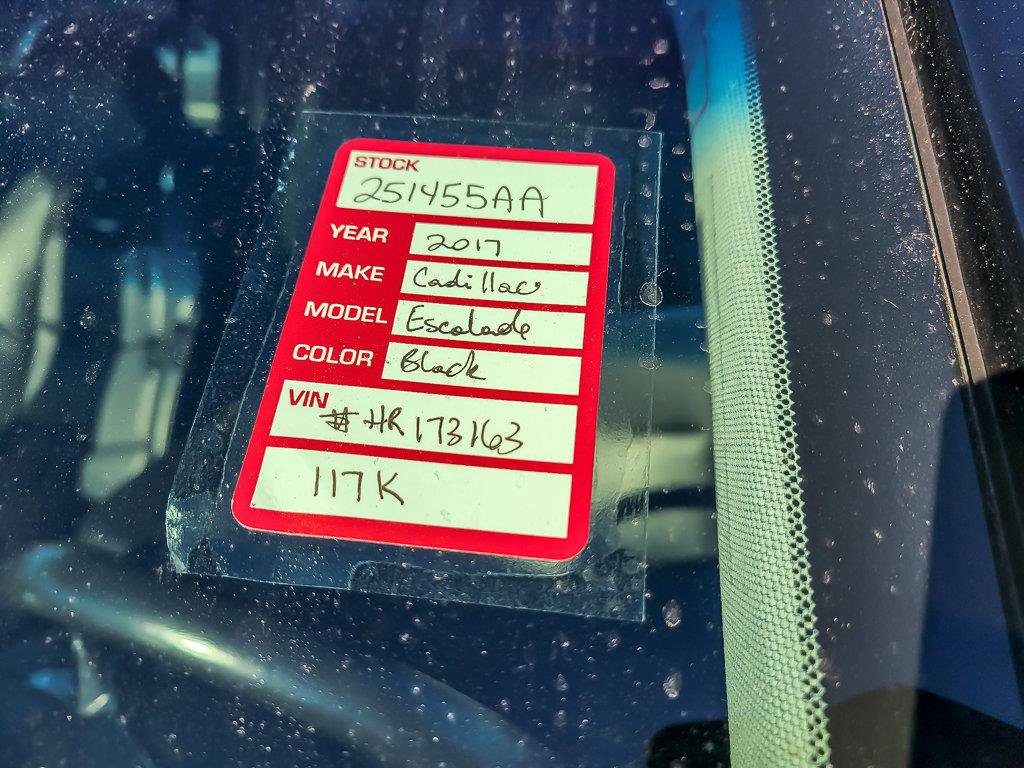 STOCK
251455AA
YEAR 2017
MAKE Cadillac
MODEL Escalade
COLOR Black
VIN
# HR173163
117K